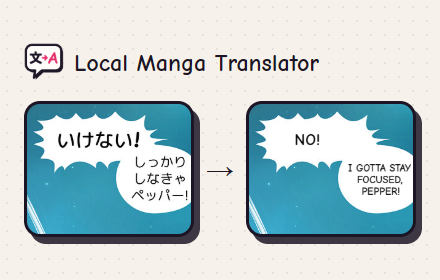 文→A
Local Manga Translator
いけない!
しっかり
しなきゃ
ペッパー!
→
NO!
I GOTTA STAY
FOCUSED,
PEPPER!